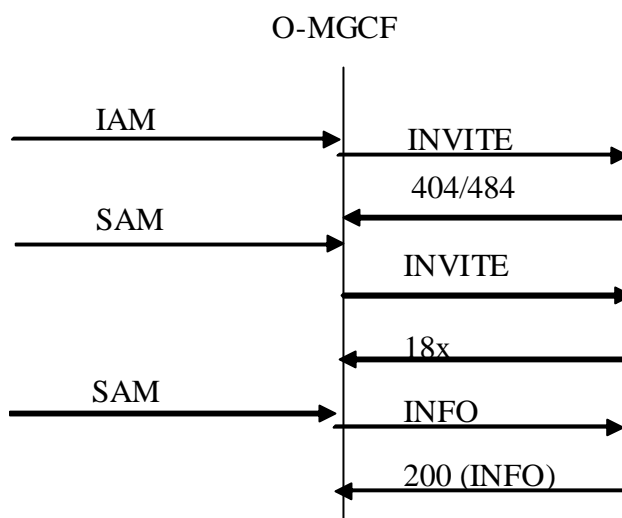 O-MGCF
IAM
INVITE
404/484
SAM
INVITE
18x
SAM
INFO
200 (INFO)